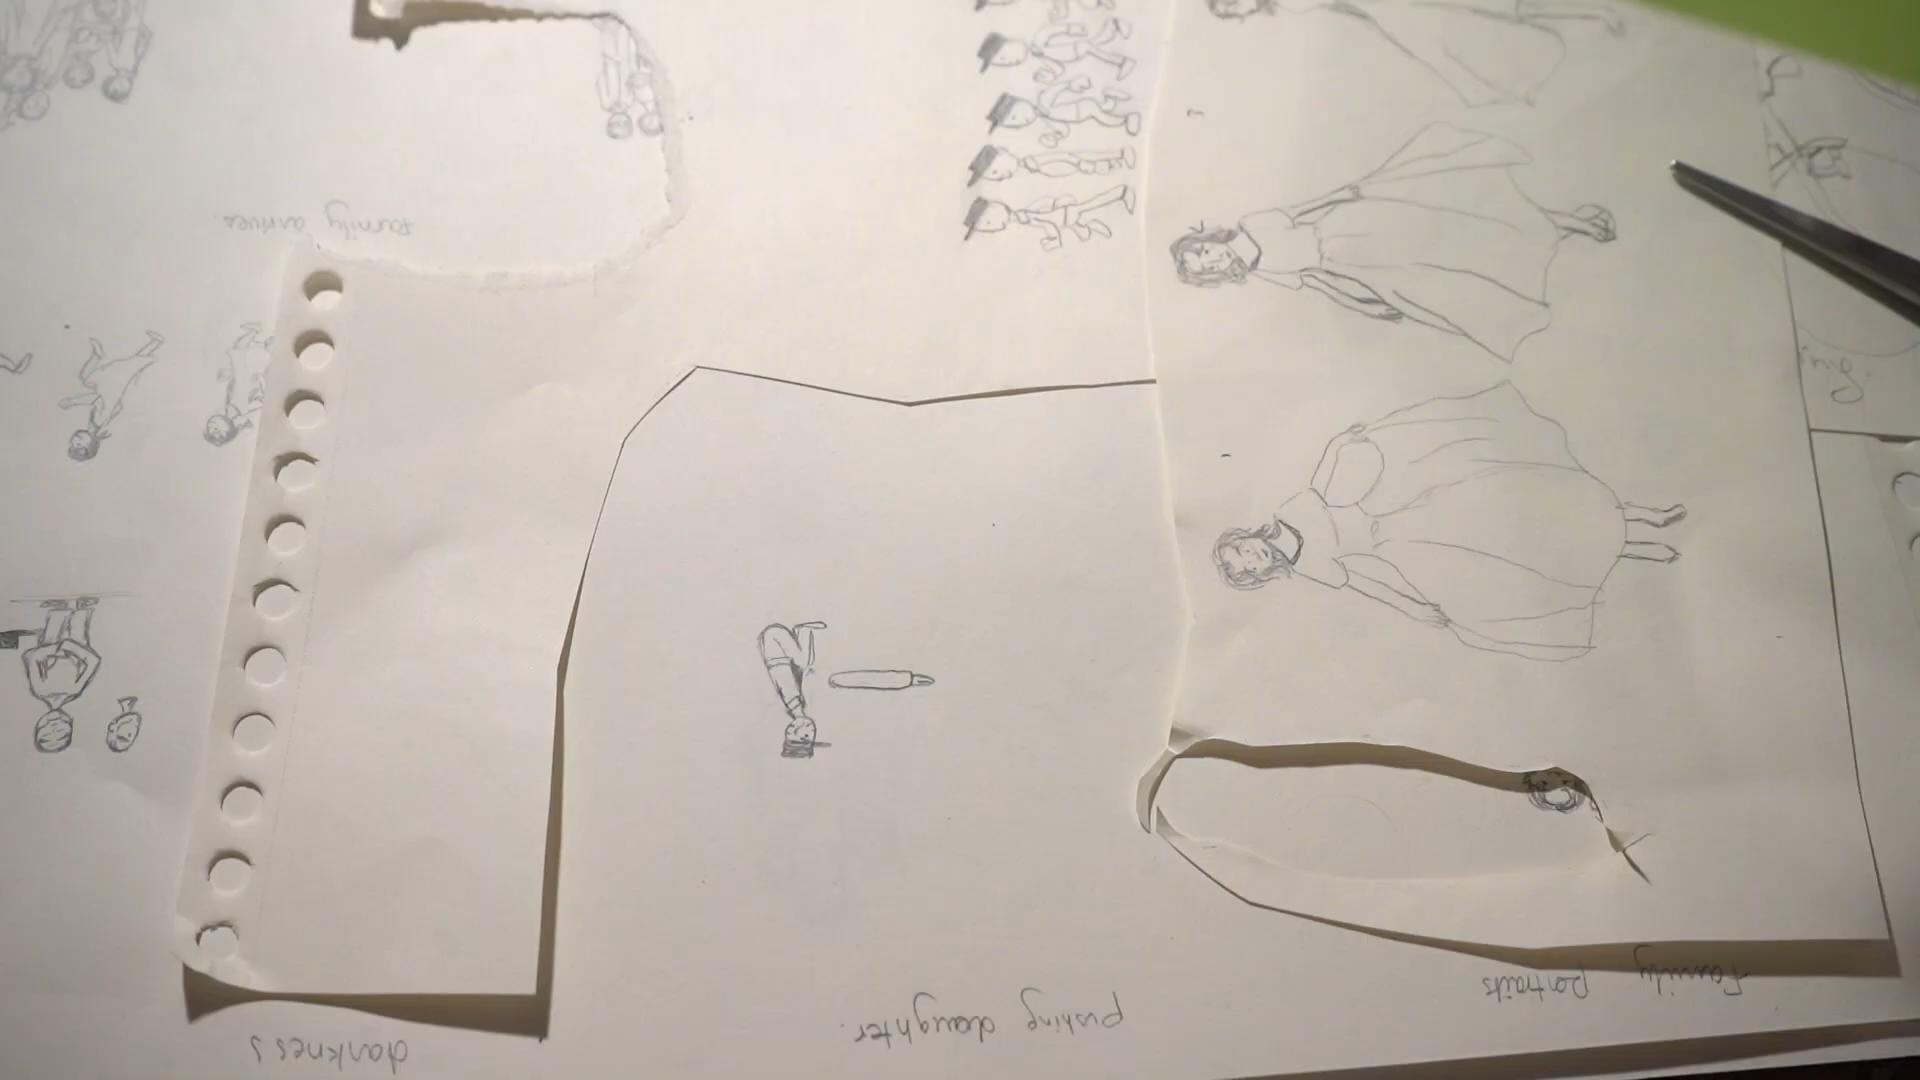 Family portraits
pushing daughter.
darkness
family arrives.